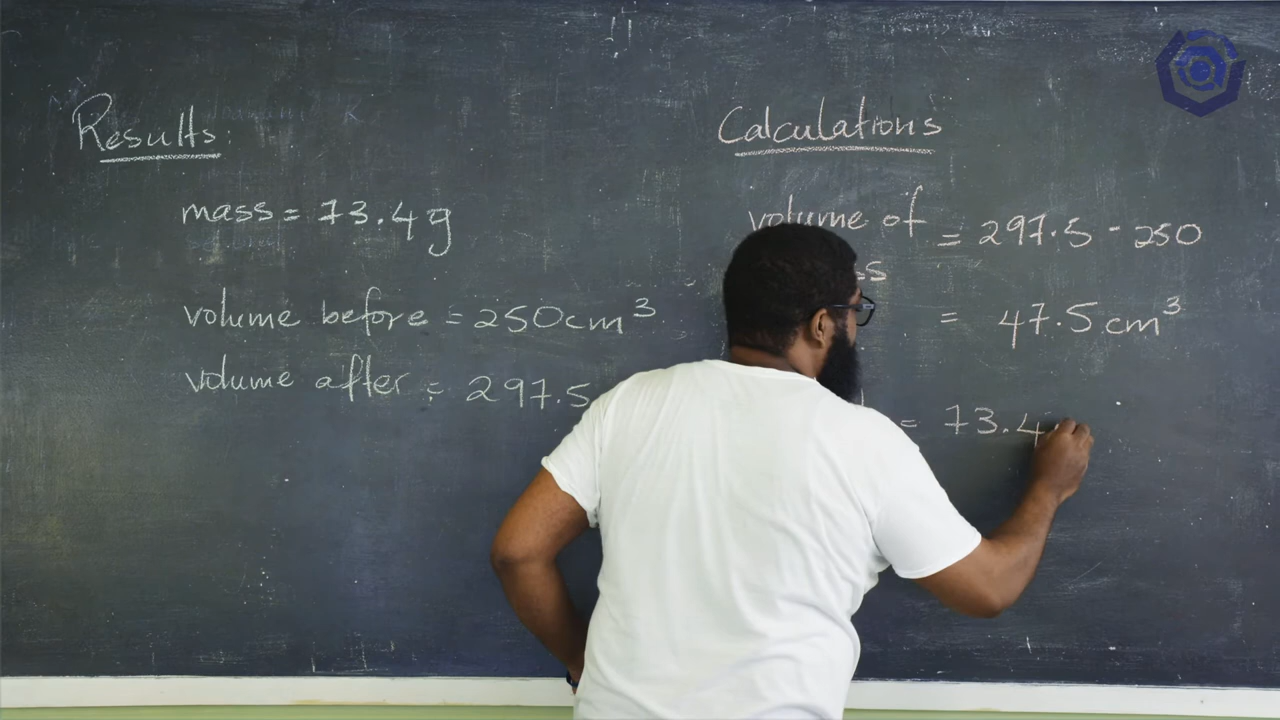 Results:
mass = 73.4g
volume before = 250cm³
volume after = 297.5
Calculations
volume of = 297.5 - 250
= 47.5 cm³
= 73.4